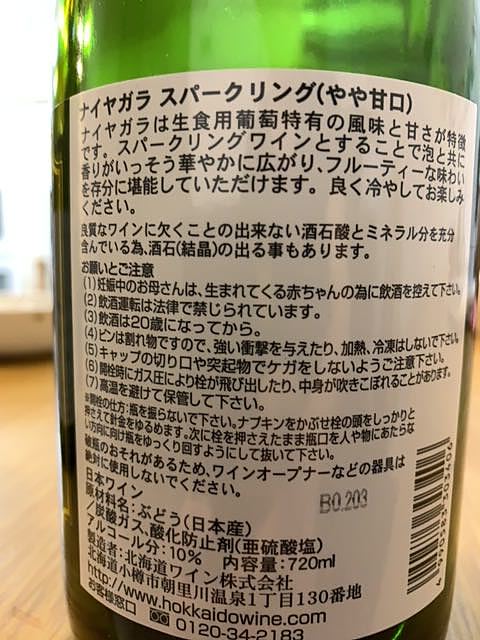 ナイヤガラ スパークリング(やや甘口)
ナイヤガラは生食用葡萄特有の風味と甘さが特徴
です。スパークリングワインとすることで泡と共に
香りがいっそう華やかに広がり、フルーティーな味わい
を存分に堪能していただけます。良く冷やしてお楽しみ
ください。
良質なワインに欠くことの出来ない酒石酸とミネラル分を充分
含んでいる為、酒石(結晶)の出る事もあります。
お願いとご注意
(1)妊娠中のお母さんは、生まれてくる赤ちゃんの為に飲酒を控えて下さい。
(2)飲酒運転は法律で禁じられています。
(3)飲酒は20歳になってから。
(4)ビンは割れ物ですので、強い衝撃を与えたり、加熱、冷凍はしないで下さい。
(5)キャップの切り口や突起物でケガをしないようご注意下さい。
(6)開栓時にガス圧により栓が飛び出したり、中身が吹きこぼれることがあります。
(7)高温を避けて保管して下さい。
※開栓の仕方:瓶を振らないで下さい。ナプキンをかぶせ栓の頭をしっかりと
押さえて針金をゆるめます。次に栓を押さえたまま瓶口を人や物にあたらな
い方向に向け瓶をゆっくり回すようにして抜いて下さい。
破瓶のおそれがあるため、ワインオープナーなどの器具は
絶対に使用しないでください。
日本ワイン
原材料名:ぶどう(日本産)
/炭酸ガス、酸化防止剤(亜硫酸塩)
アルコール分:10% 内容量:720ml
製造者:北海道ワイン株式会社
北海道小樽市朝里川温泉1丁目130番地
http://www.hokkaidowine.com
お客様窓口 0120-34-2183
B0.203
4 990583 353406